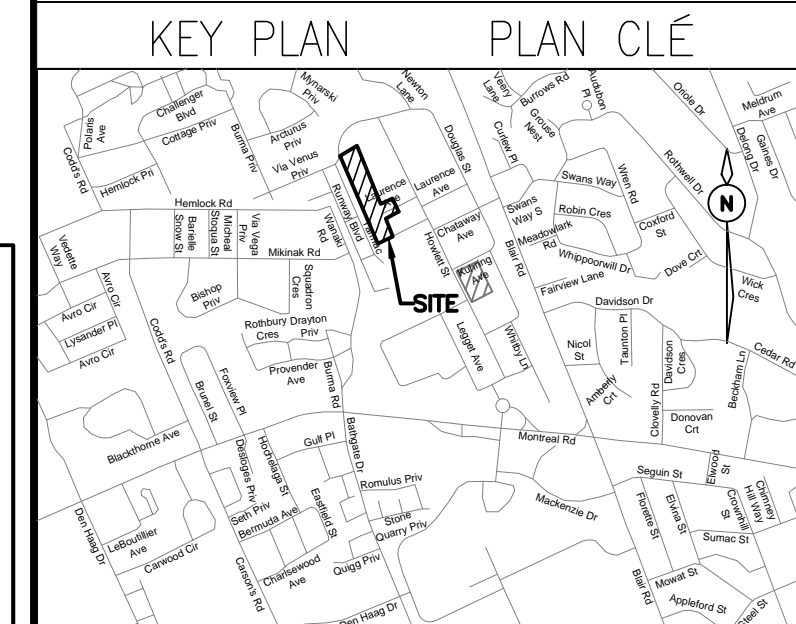 KEY PLAN PLAN CLÉ
Polaris
Ave
Challenger
Blvd
Cottage Priv
Codd's Rd
Hemlock Pri
Burma Priv
Mynarski
Priv
Arcturus
Priv
Via Venus
Priv
Newton
Lane
Douglas St
Laurence
Ave
Laurence
Runway Blvd
Wanaki
Rd
Veery
Lane
Burrows Rd
Audubon
Pl
Grouse
Nest
Curlew Pl
Oriole Dr
Meldrum
Ave
Delong Dr
Gaines Dr
Rothwell Dr
Swans Way
Wren Rd
N
Hemlock Rd
Barielle
Snow St
Michael
Stoqua St
Via Vega
Priv
Mikinak Rd
Vedette
Way
Avro Cir
Avro Cir
Lysander Pl
Avro Cir
Codd's Rd
Bishop
Priv
Squadron
Cres
Rothbury
Cres
Drayton
Priv
Provender
Ave
Burma Rd
SITE
Howlett St
Chataway
Ave
Kilting
Ave
Legget Ave
Whitby Ln
Swans
Way S
Robin Cres
Meadowlark
Rd
Coxford
St
Blair Rd
Whippoorwill Dr
Dove Crt
Fairview Lane
Wick
Cres
Davidson Dr
Nicol
St
Taunton Pl
Davidson
Cres
Amberly
Crt
Clovelly Rd
Donovan
Crt
Beckham Ln
Cedar Rd
Brunel St
Foxview Pl
Blackthorne Ave
Desloges Priv
Hochelaga St
Gulf Pl
Bathgate Dr
Montreal Rd
Seguin St
Elwood
St
Romulus Priv
Mackenzie Dr
Florette St
Elvina St
Crownhill
St
Chimney
Hill Way
Den Haag Dr
LeBoutillier
Ave
Carwood Cir
Seth Priv
Bermuda Ave
Eastfield St
Stone
Quarry Priv
Sumac St
Carson's Rd
Charlsewood
Ave
Quigg Priv
Den Haag Dr
Blair Rd
Mowat St
Appleford St
Steel St